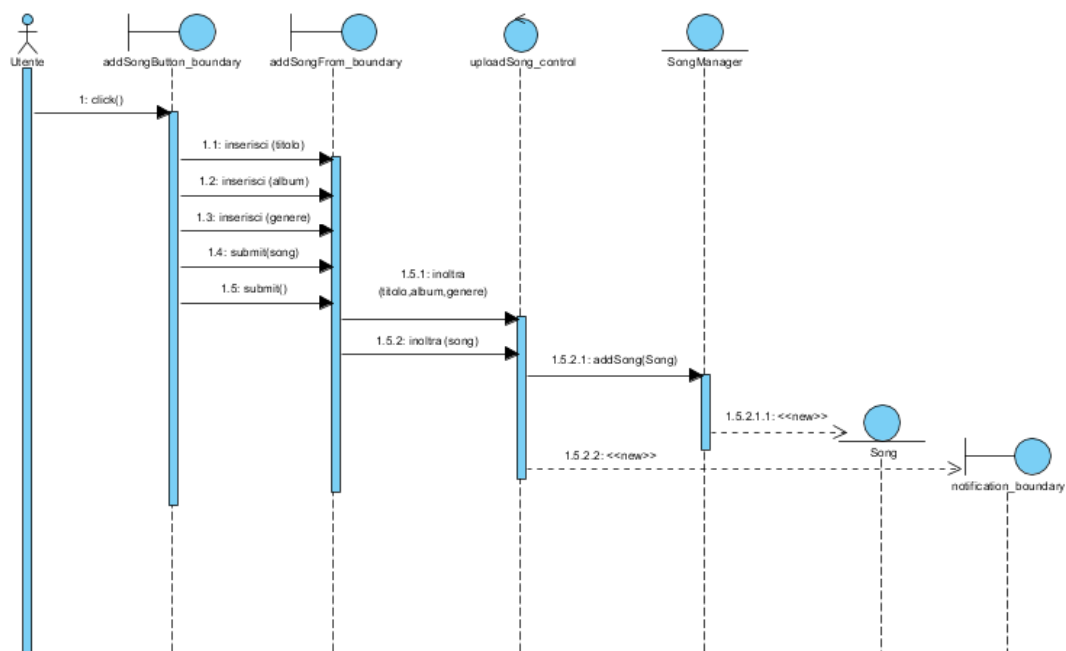 Utente
addSongButton_boundary
addSongFrom_boundary
uploadSong_control
SongManager
1: click()
1.1: inserisci (titolo)
1.2: inserisci (album)
1.3: inserisci (genere)
1.4: submit(song)
1.5: submit()
1.5.1: inoltra
(titolo,album,genere)
1.5.2: inoltra (song)
1.5.2.1: addSong(Song)
1.5.2.1.1: <<new>>
Song
1.5.2.2: <<new>>
notification_boundary